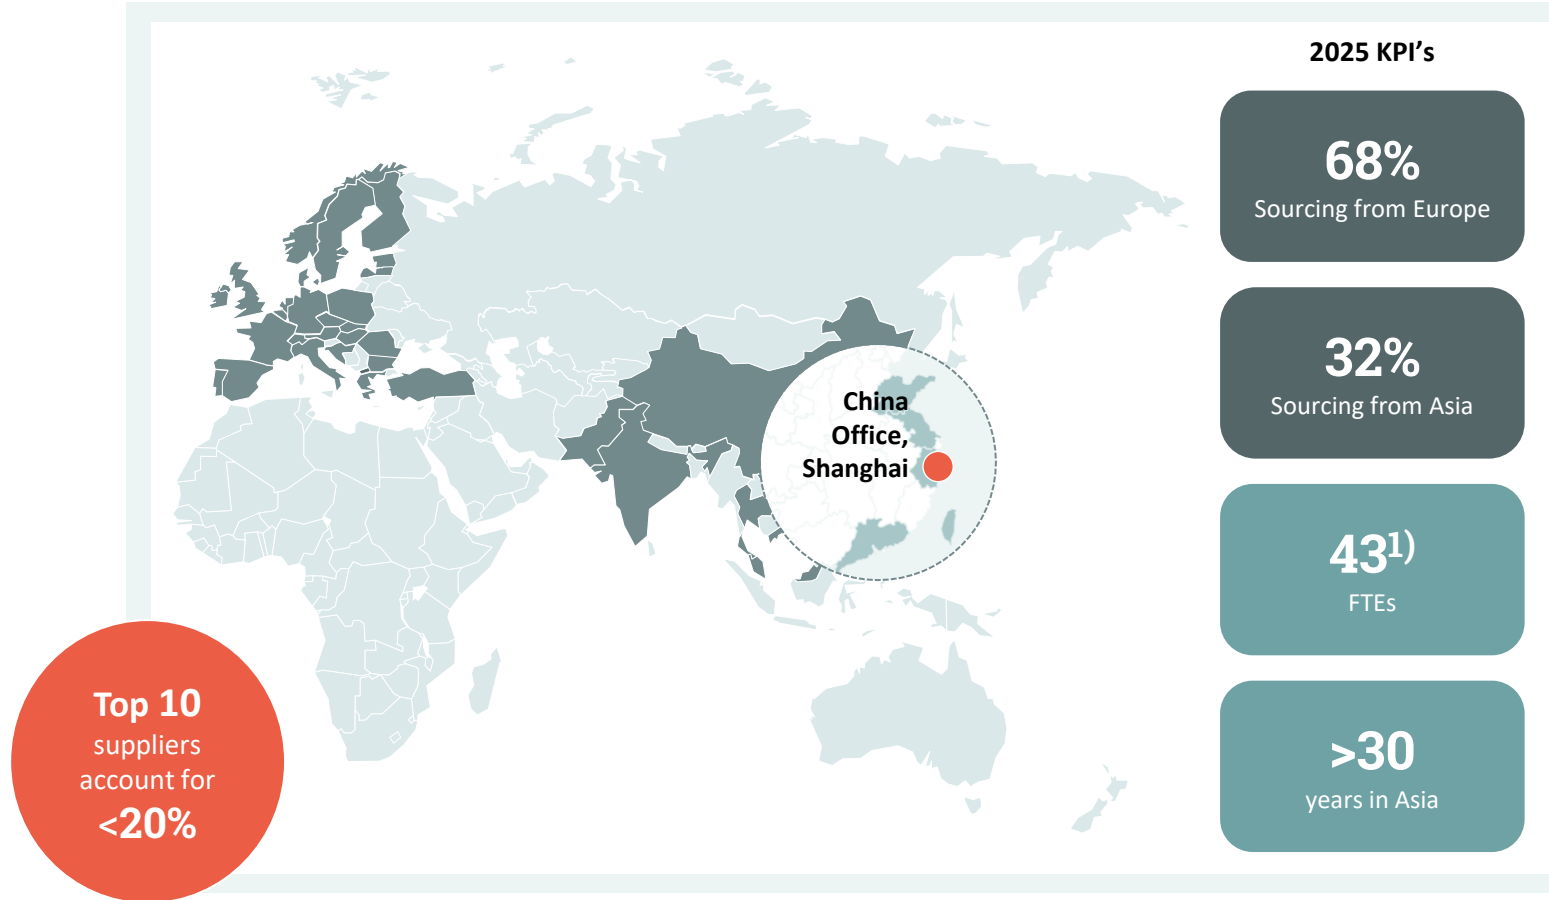 2025 KPI’s
68%
Sourcing from Europe
32%
Sourcing from Asia
43¹⁾
FTEs
>30
years in Asia
China
Office,
Shanghai
Top 10
suppliers
account for
<20%